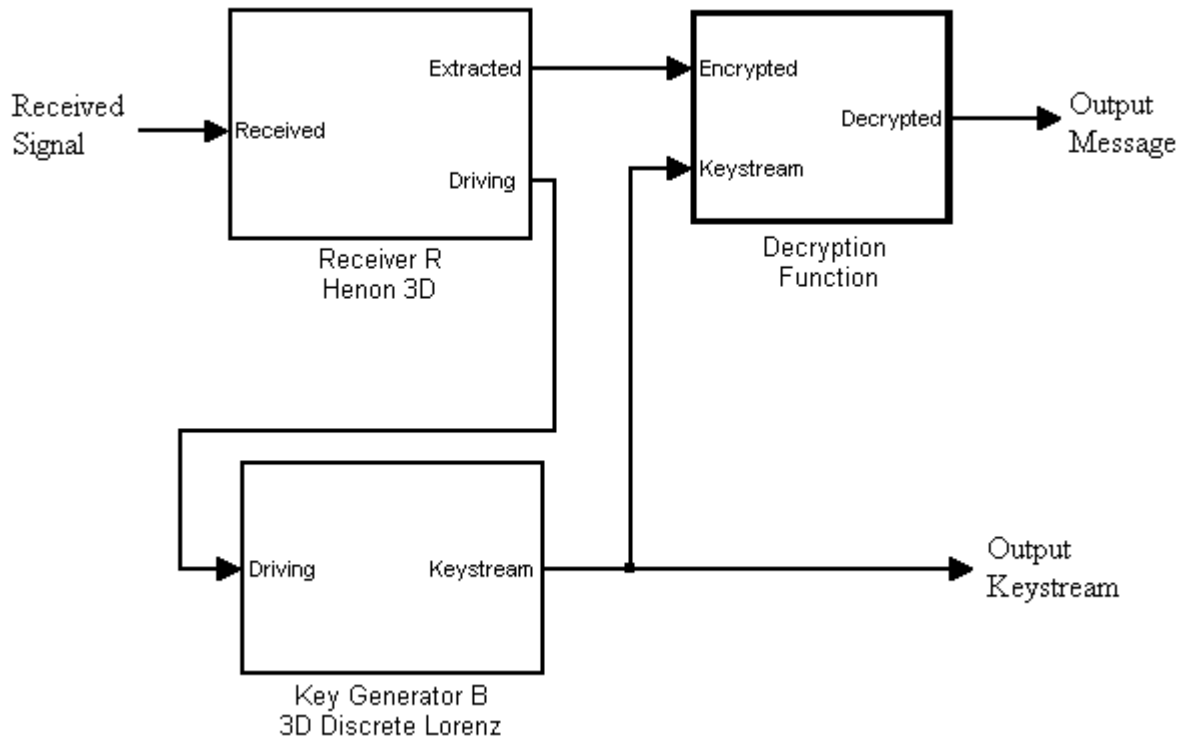 Received
Signal
Received
Extracted
Driving
Receiver R
Henon 3D
Encrypted
Keystream
Decrypted
Decryption
Function
Output
Message
Driving
Keystream
Key Generator B
3D Discrete Lorenz
Output
Keystream